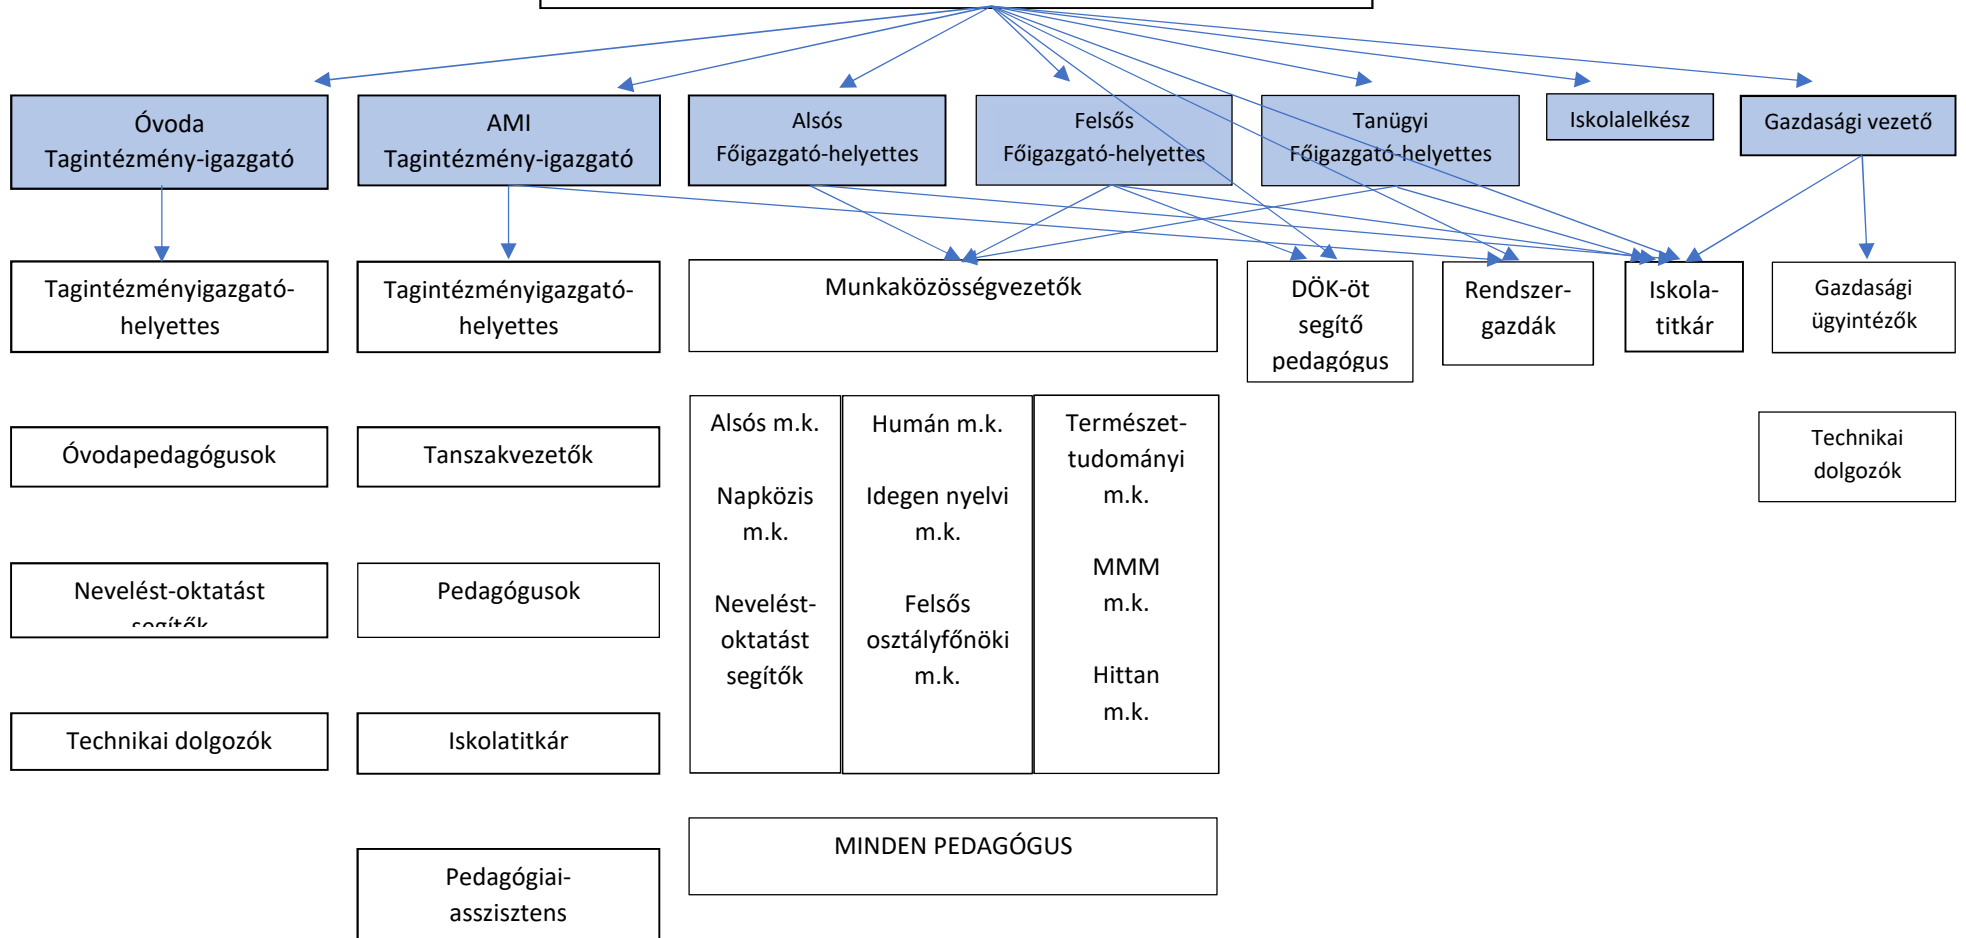 Óvoda
Tagintézmény-igazgató
AMI
Tagintézmény-igazgató
Alsós
Főigazgató-helyettes
Felsős
Főigazgató-helyettes
Tanügyi
Főigazgató-helyettes
Iskolalelkész
Gazdasági vezető
Tagintézményigazgató-
helyettes
Tagintézményigazgató-
helyettes
Munkaközösségvezetők
DÖK-öt
segítő
pedagógus
Rendszer-
gazdák
Iskola-
titkár
Gazdasági
ügyintézők
Óvodapedagógusok
Tanszakvezetők
Alsós m.k.
Napközis
m.k.
Nevelést-
oktatást
segítők
Humán m.k.
Idegen nyelvi
m.k.
Felsős
osztályfőnöki
m.k.
Természet-
tudományi
m.k.
MMM
m.k.
Hittan
m.k.
Technikai
dolgozók
Nevelést-oktatást
segítők
Pedagógusok
Technikai dolgozók
Iskolatitkár
MINDEN PEDAGÓGUS
Pedagógiai-
asszisztens